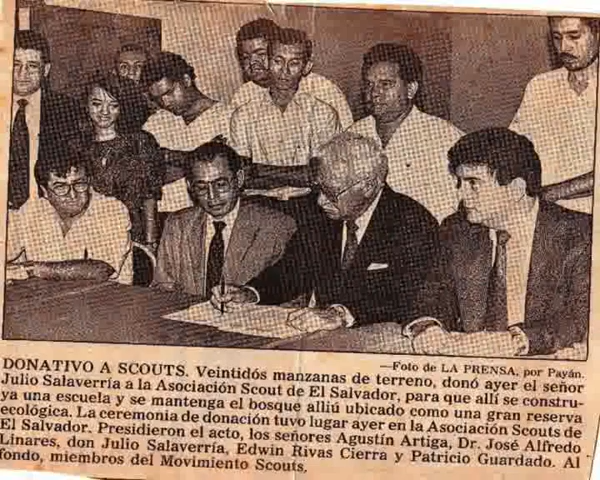 —Foto de LA PRENSA, por Payán.
DONATIVO A SCOUTS. Veintidós manzanas de terreno, donó ayer el señor
Julio Salaverría a la Asociación Scout de El Salvador, para que allí se constru-
ya una escuela y se mantenga el bosque alliú ubicado como una gran reserva
ecológica. La ceremonia de donación tuvo lugar ayer en la Asociación Scouts de
El Salvador. Presidieron el acto, los señores Agustín Artiga, Dr. José Alfredo
Linares, don Julio Salaverría, Edwin Rivas Cierra y Patricio Guardado. Al
fondo, miembros del Movimiento Scouts.